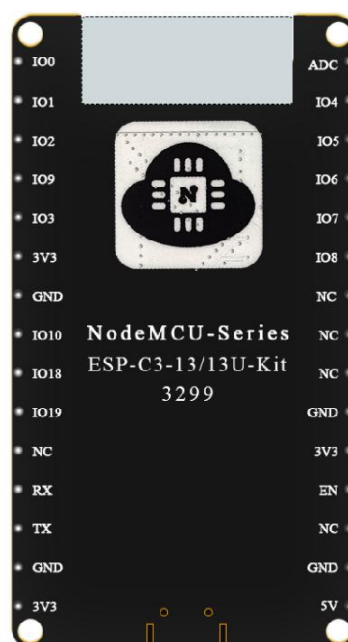 IO0 ADC
IO1 IO4
IO2 IO5
IO9 IO6
IO3 IO7
3V3 IO8
GND NC
IO10 NC
IO18 NC
IO19 GND
NC 3V3
RX EN
TX NC
GND GND
3V3 5V
N
NodeMCU-Series
ESP-C3-13/13U-Kit
3299